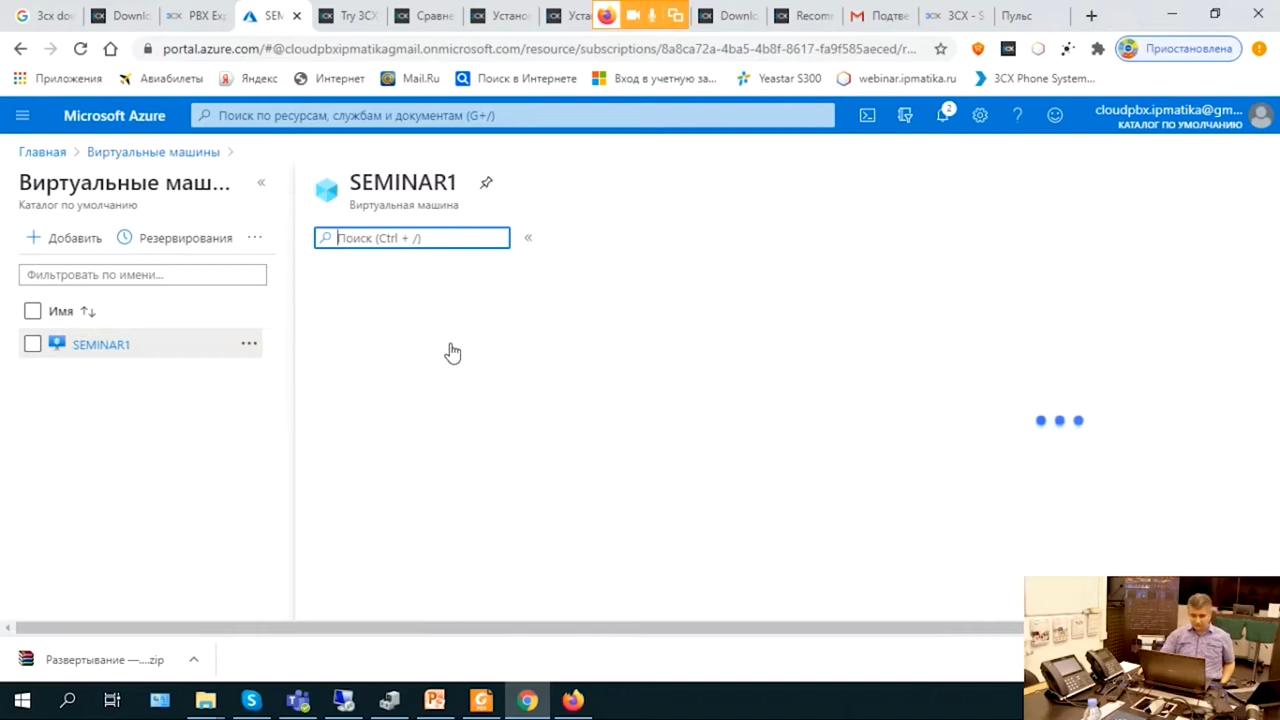 3cx do
Downlo
PBX Exp
SEM
Try 3CX
Сравне
Устано
Уста
Downlo
Recom
Подтве
3CX - S
Пульс
portal.azure.com/#@cloudpbxipmatikagmail.onmicrosoft.com/resource/subscriptions/8a8ca72a-4ba5-4b8f-8617-fa9f585aeced/r...
Приостановлена
Приложения
Авиабилеты
Яндекс
Интернет
Mail.Ru
Поиск в Интернете
Вход в учетную за...
Yeastar S300
webinar.ipmatika.ru
3CX Phone System...
Microsoft Azure
Поиск по ресурсам, службам и документам (G+/)
2
cloudpbx.ipmatika@gm...
КАТАЛОГ ПО УМОЛЧАНИЮ
Главная > Виртуальные машины >
Виртуальные маш...
Каталог по умолчанию
Добавить
Резервирования
Фильтровать по имени...
Имя
SEMINAR1
SEMINAR1
Виртуальная машина
Поиск (Ctrl + /)
Развертывание —....zip